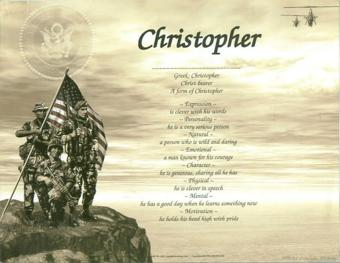 Christopher
Greek, Christopher
Christ-bearer
A form of Christopher
~ Expression ~
is clever with his words
~ Personality ~
he is a very serious person
~ Natural ~
a person who is wild and daring
~ Emotional ~
a man known for his courage
~ Character ~
he is generous, sharing all he has
~ Physical ~
he is clever in speech
~ Mental ~
he has a good day when he learns something new
~ Motivation ~
he holds his head high with pride